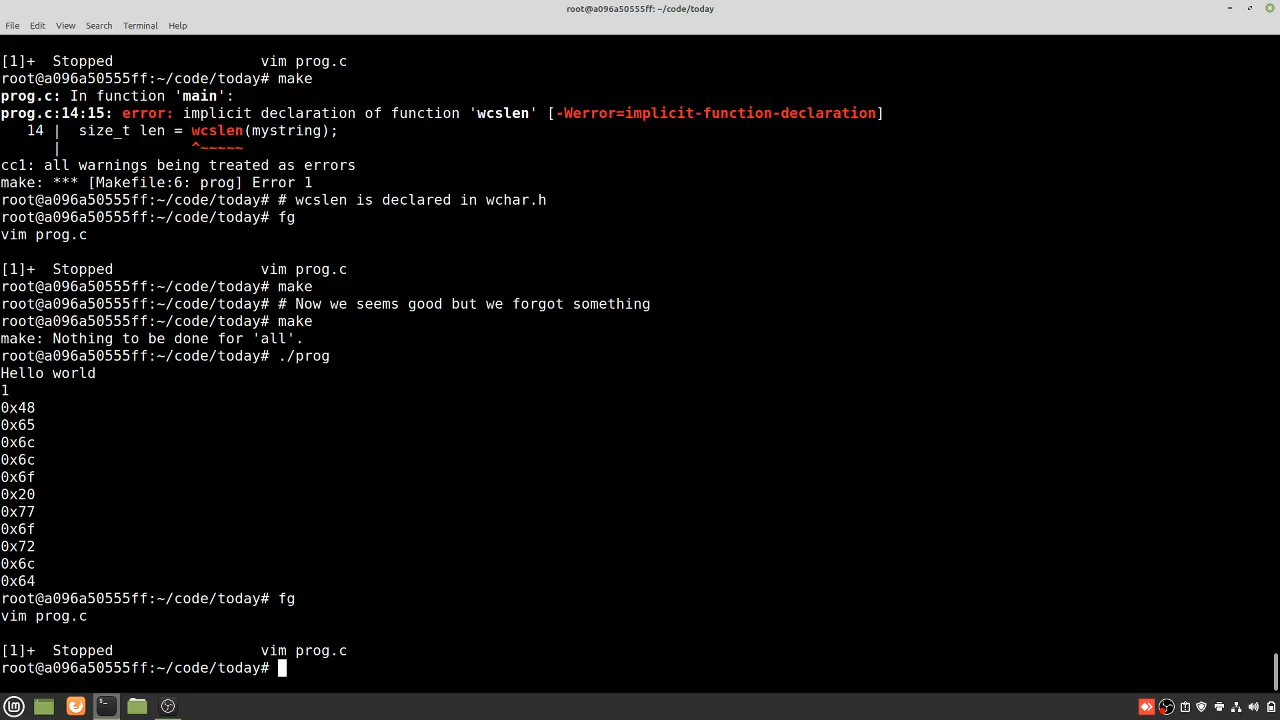 root@a096a50555ff: ~/code/today
File Edit View Search Terminal Help
[1]+  Stopped                 vim prog.c
root@a096a50555ff:~/code/today# make
prog.c: In function 'main':
prog.c:14:15: error: implicit declaration of function 'wcslen' [-Werror=implicit-function-declaration]
   14 |  size_t len = wcslen(mystring);
      |               ^~~~~~
cc1: all warnings being treated as errors
make: *** [Makefile:6: prog] Error 1
root@a096a50555ff:~/code/today# # wcslen is declared in wchar.h
root@a096a50555ff:~/code/today# fg
vim prog.c
[1]+  Stopped                 vim prog.c
root@a096a50555ff:~/code/today# make
root@a096a50555ff:~/code/today# # Now we seems good but we forgot something
root@a096a50555ff:~/code/today# make
make: Nothing to be done for 'all'.
root@a096a50555ff:~/code/today# ./prog
Hello world
1
0x48
0x65
0x6c
0x6c
0x6f
0x20
0x77
0x6f
0x72
0x6c
0x64
root@a096a50555ff:~/code/today# fg
vim prog.c
[1]+  Stopped                 vim prog.c
root@a096a50555ff:~/code/today#